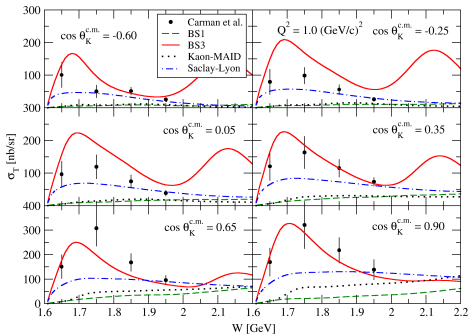 cos θ_K^c.m. = -0.60
Carman et al.
BS1
BS3
Kaon-MAID
Saclay-Lyon
Q² = 1.0 (GeV/c)²
cos θ_K^c.m. = -0.25
300
200
100
300
cos θ_K^c.m. = 0.05
cos θ_K^c.m. = 0.35
σ_T [nb/sr]
200
100
300
cos θ_K^c.m. = 0.65
cos θ_K^c.m. = 0.90
300
200
100
0
1.6 1.7 1.8 1.9 2 2.1 1.6 1.7 1.8 1.9 2 2.1 2.2
W [GeV]